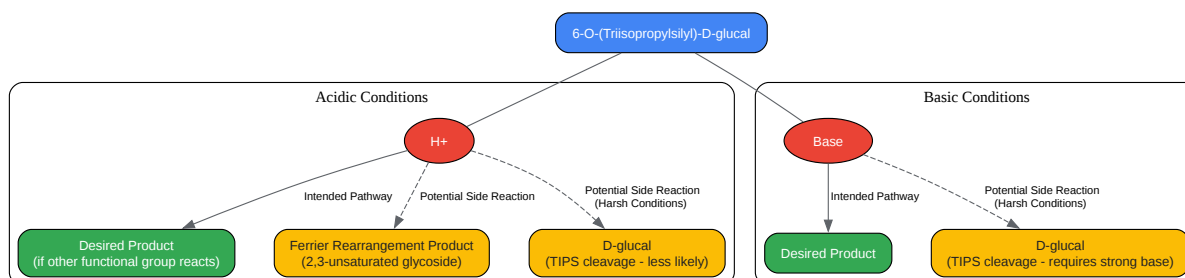 6-O-(Triisopropylsilyl)-D-glucal
Acidic Conditions
Basic Conditions
H+
Base
Intended Pathway
Potential Side Reaction
Potential Side Reaction
(Harsh Conditions)
Intended Pathway
Potential Side Reaction
(Harsh Conditions)
Desired Product
(if other functional group reacts)
Ferrier Rearrangement Product
(2,3-unsaturated glycoside)
D-glucal
(TIPS cleavage - less likely)
Desired Product
D-glucal
(TIPS cleavage - requires strong base)